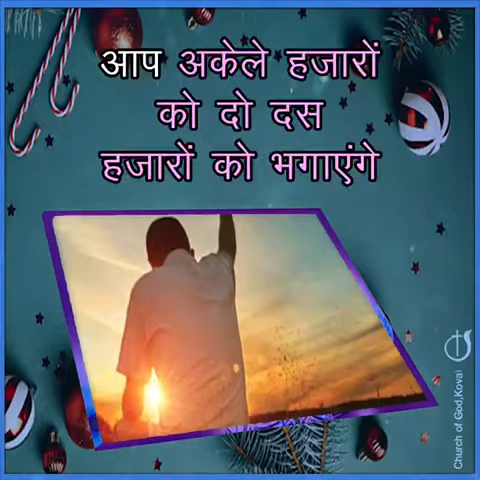 आप अकेले हजारों
को दो दस
हजारों को भगाएंगे
Church of God,Kovai